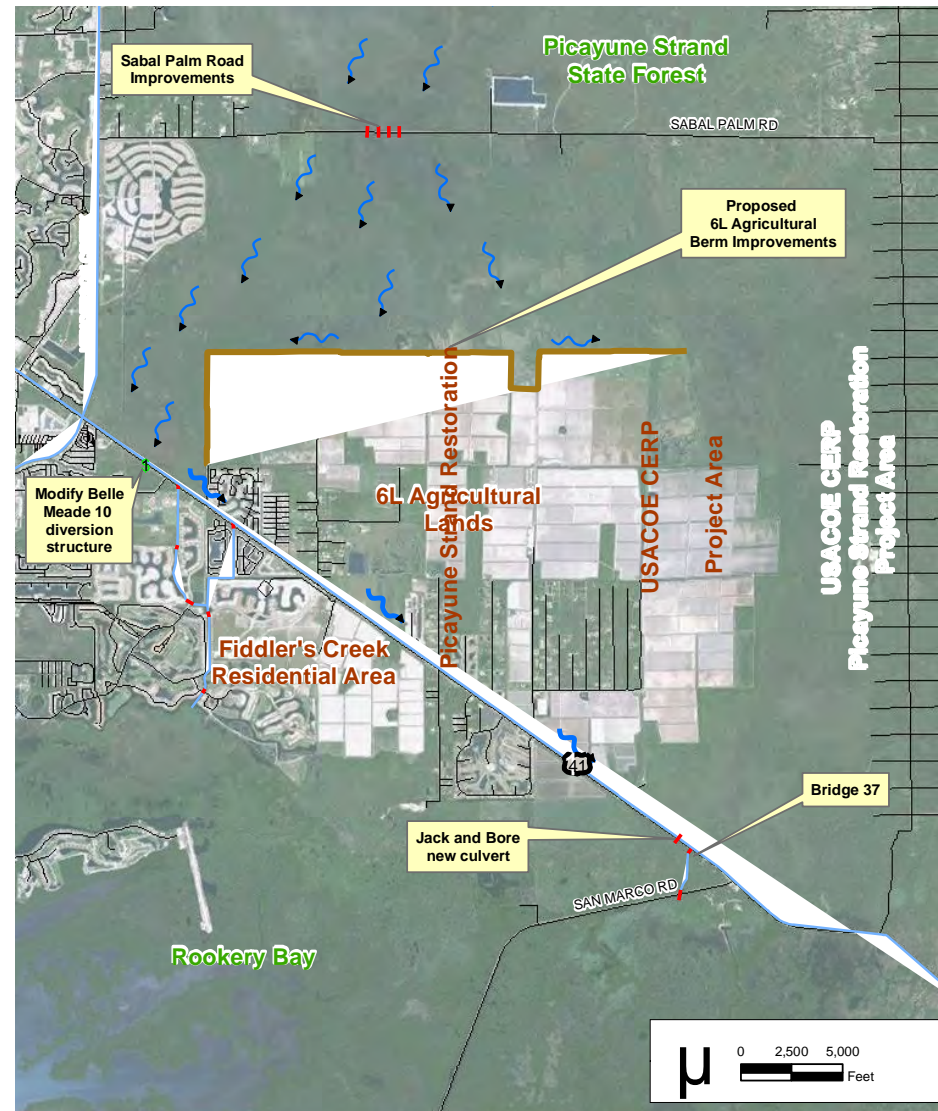 Picayune Strand
State Forest
Sabal Palm Road
Improvements
SABAL PALM RD
Proposed
6L Agricultural
Berm Improvements
Picayune Strand Restoration
USACOE CERP
Project Area
USACOE CERP
Picayune Strand Restoration
Project Area
1
Modify Belle
Meade 10
diversion
structure
6L Agricultural
Lands
Fiddler's Creek
Residential Area
41
Bridge 37
Jack and Bore
new culvert
SAN MARCO RD
Rookery Bay
µ
0 2,500 5,000
Feet